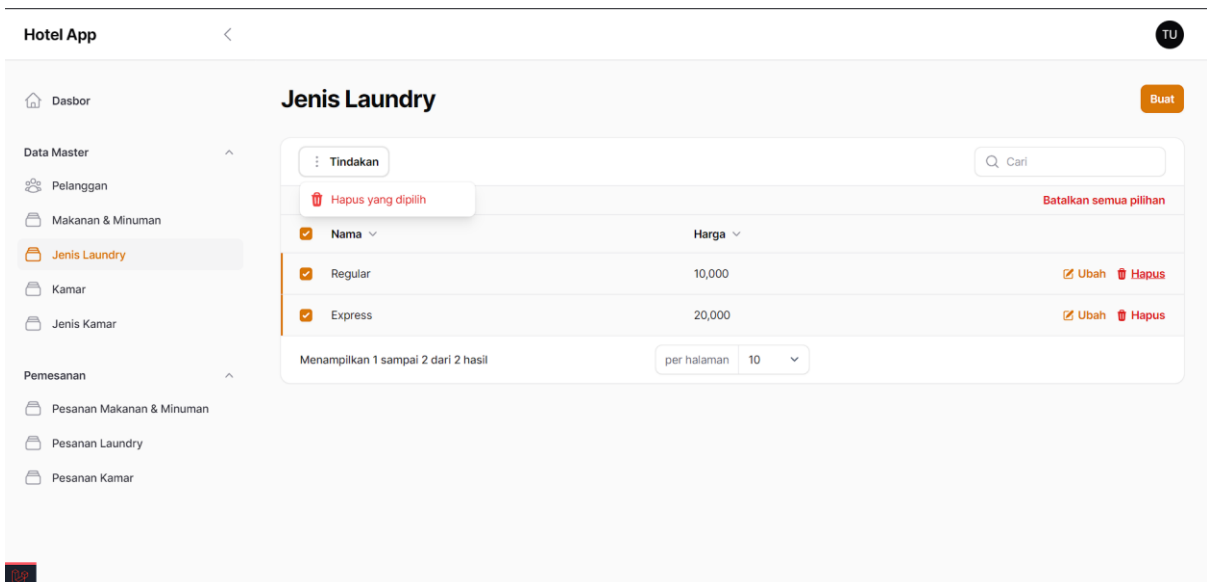 Hotel App
TU
Dasbor
Data Master
Pelanggan
Makanan & Minuman
Jenis Laundry
Kamar
Jenis Kamar
Pemesanan
Pesanan Makanan & Minuman
Pesanan Laundry
Pesanan Kamar
Jenis Laundry
Buat
Tindakan
Cari
Hapus yang dipilih
Batalkan semua pilihan
Nama Harga
Regular 10,000 Ubah Hapus
Express 20,000 Ubah Hapus
Menampilkan 1 sampai 2 dari 2 hasil
per halaman 10